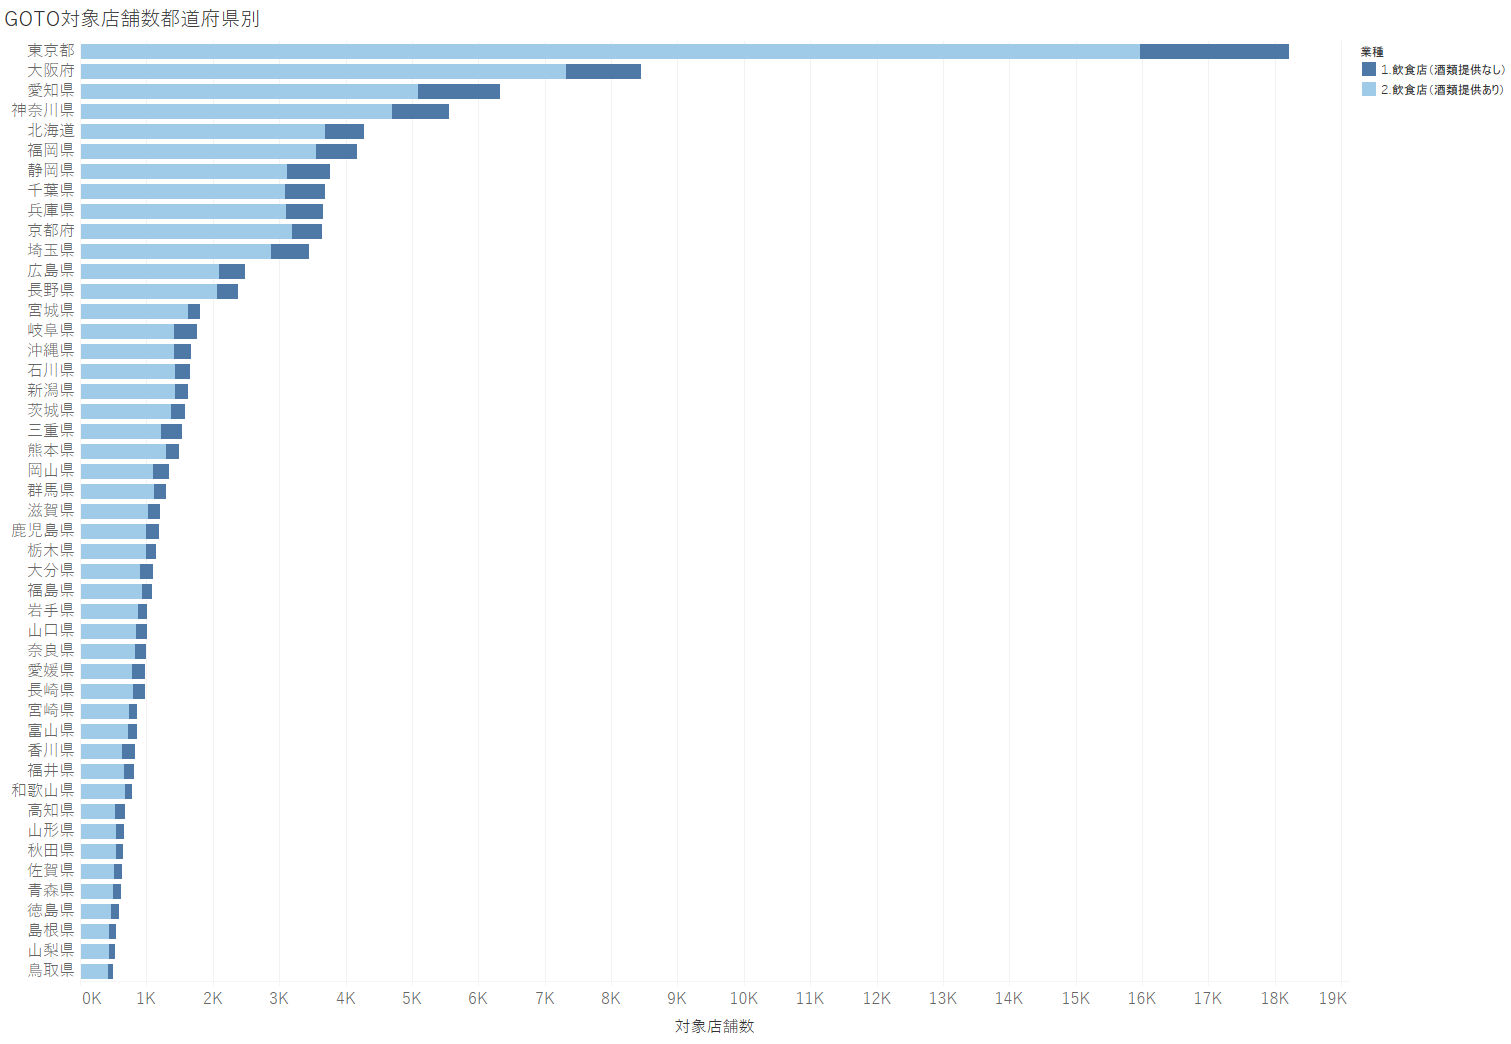 GOTO対象店舗数都道府県別
東京都
大阪府
愛知県
神奈川県
北海道
福岡県
静岡県
千葉県
兵庫県
京都府
埼玉県
広島県
長野県
宮城県
岐阜県
沖縄県
石川県
新潟県
茨城県
三重県
熊本県
岡山県
群馬県
滋賀県
鹿児島県
栃木県
大分県
福島県
岩手県
山口県
奈良県
愛媛県
長崎県
宮崎県
富山県
香川県
福井県
和歌山県
高知県
山形県
秋田県
佐賀県
青森県
徳島県
島根県
山梨県
鳥取県
0K 1K 2K 3K 4K 5K 6K 7K 8K 9K 10K 11K 12K 13K 14K 15K 16K 17K 18K 19K
対象店舗数
業種
1.飲食店(酒類提供なし)
2.飲食店(酒類提供あり)